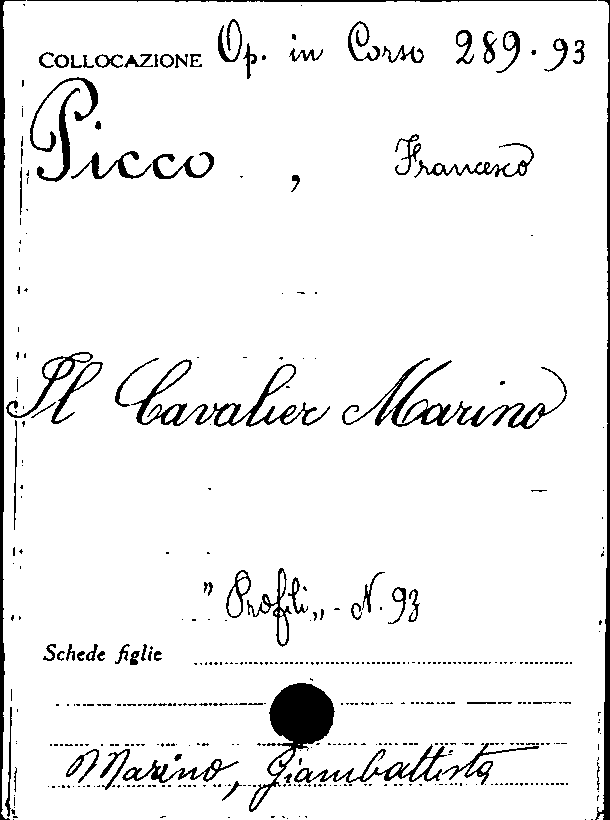 COLLOCAZIONE Op. in Corso 289.93
Picco, Francesco
Il Cavalier Marino
"Profili„ - N. 93
Schede figlie
Marino, Giambattista